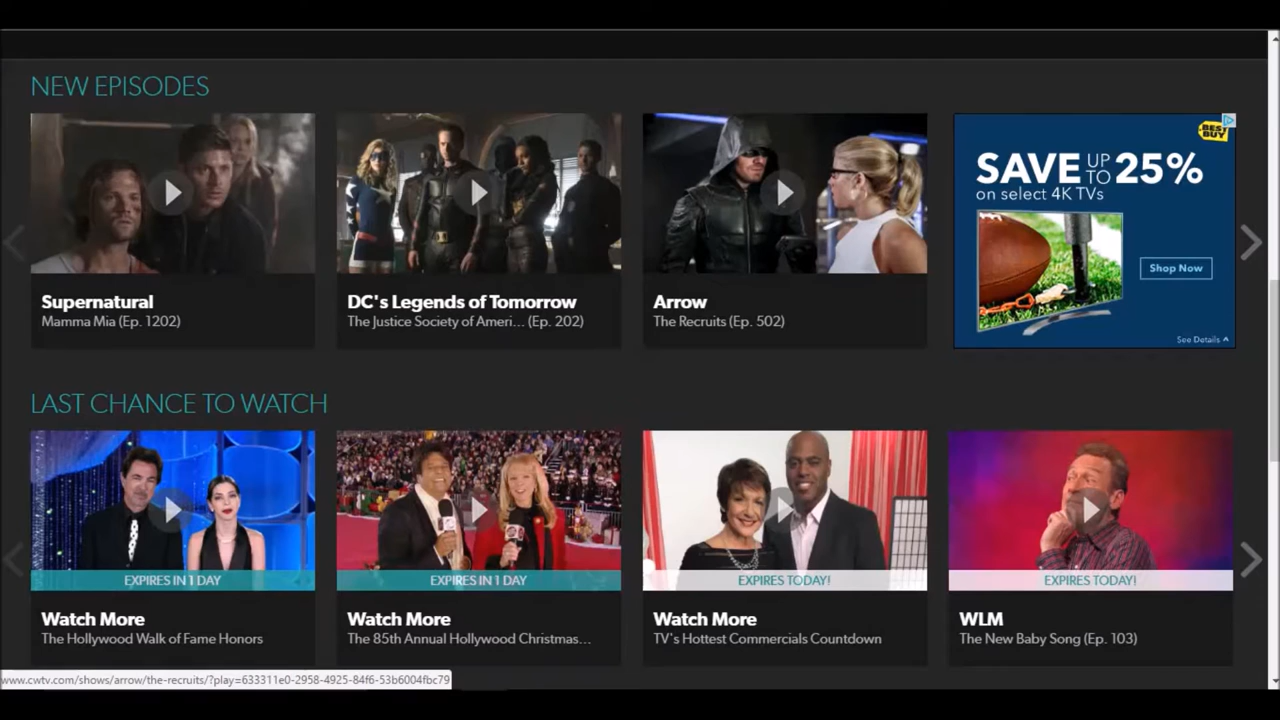 NEW EPISODES
BEST BUY
SAVE UP TO 25%
on select 4K TVs
Shop Now
See Details
Supernatural
Mamma Mia (Ep. 1202)
DC's Legends of Tomorrow
The Justice Society of Ameri... (Ep. 202)
Arrow
The Recruits (Ep. 502)
LAST CHANCE TO WATCH
EXPIRES IN 1 DAY
EXPIRES IN 1 DAY
EXPIRES TODAY!
EXPIRES TODAY!
Watch More
The Hollywood Walk of Fame Honors
Watch More
The 85th Annual Hollywood Christmas...
Watch More
TV's Hottest Commercials Countdown
WLM
The New Baby Song (Ep. 103)
www.cwtv.com/shows/arrow/the-recruits/?play=633311e0-2958-4925-84f6-53b6004fbc79